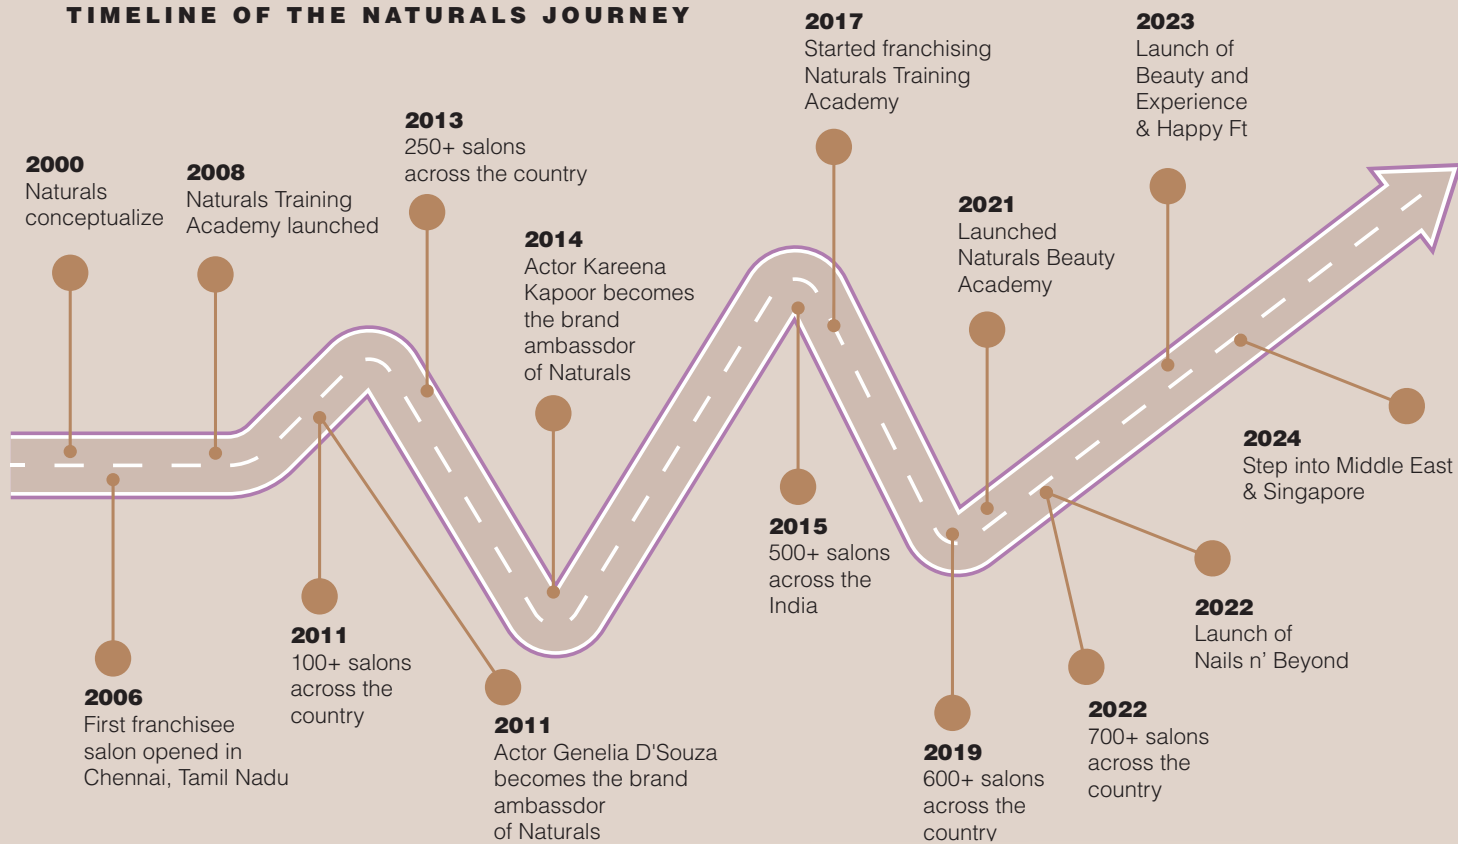 TIMELINE OF THE NATURALS JOURNEY
2000
Naturals
conceptualize
2006
First franchisee
salon opened in
Chennai, Tamil Nadu
2008
Naturals Training
Academy launched
2011
100+ salons
across the
country
2011
Actor Genelia D'Souza
becomes the brand
ambassdor
of Naturals
2013
250+ salons
across the country
2014
Actor Kareena
Kapoor becomes
the brand
ambassdor
of Naturals
2015
500+ salons
across the
India
2017
Started franchising
Naturals Training
Academy
2019
600+ salons
across the
country
2021
Launched
Naturals Beauty
Academy
2022
700+ salons
across the
country
2022
Launch of
Nails n’ Beyond
2023
Launch of
Beauty and
Experience
& Happy Ft
2024
Step into Middle East
& Singapore